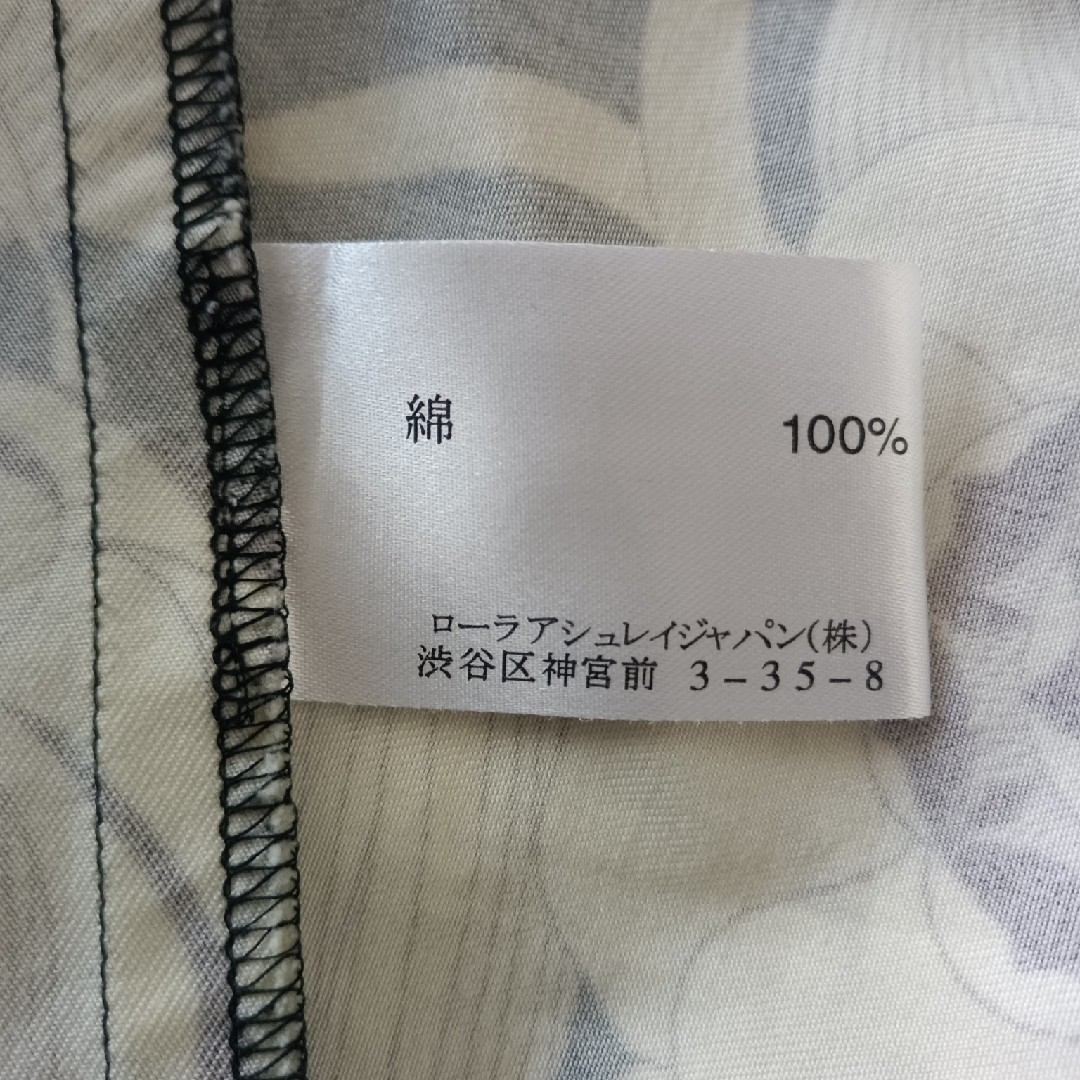 綿 100%
ローラアシュレイジャパン(株)
渋谷区神宮前 3-35-8